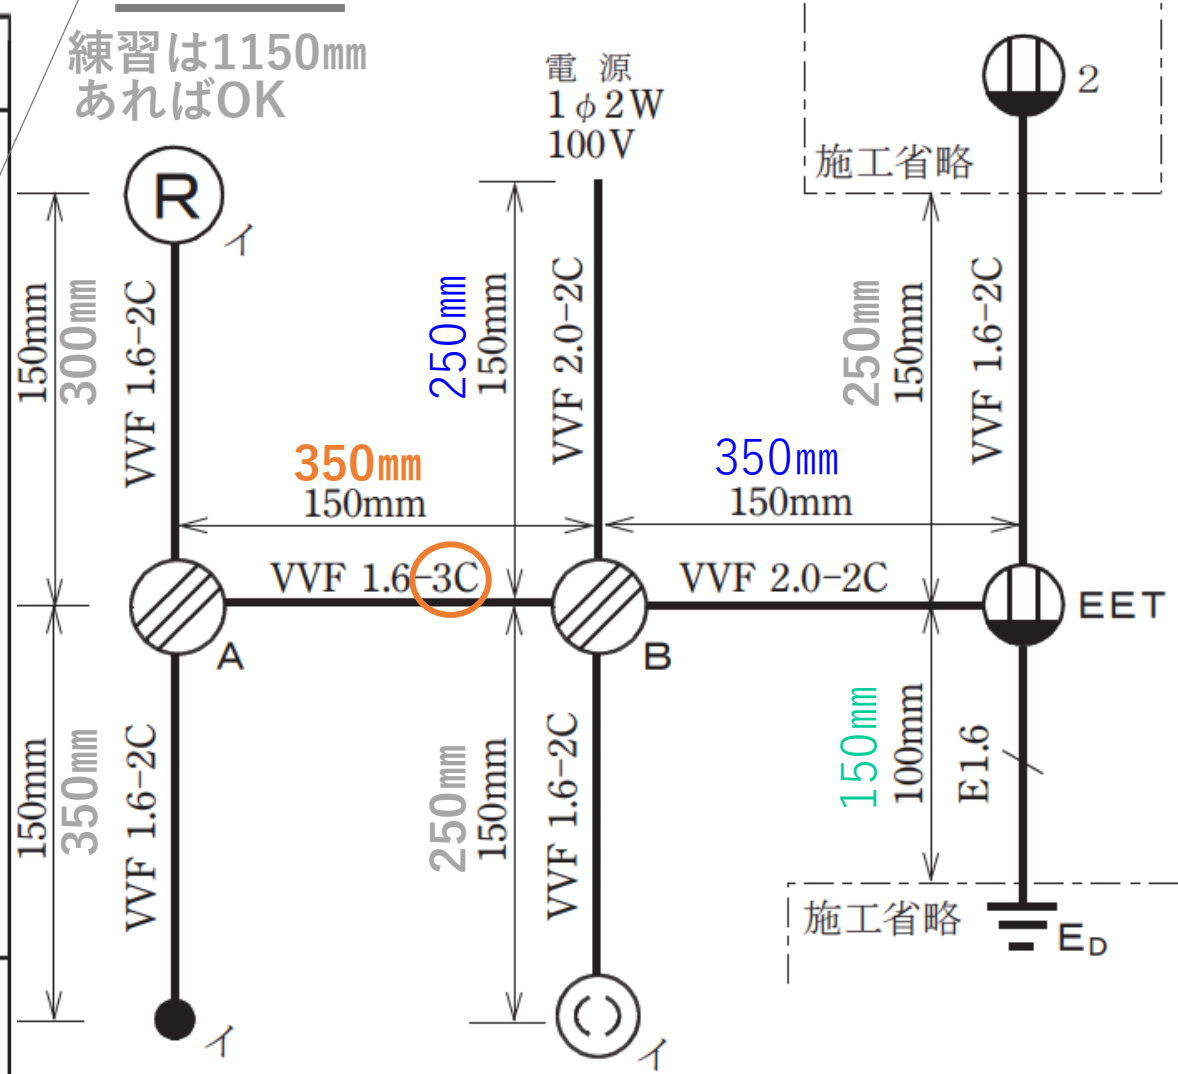 練習は1150㎜
あればOK
電 源
1φ2W
100V
2
施工省略
R
イ
150mm
300㎜
VVF 1.6-2C
250㎜
150mm
VVF 2.0-2C
250㎜
150mm
VVF 1.6-2C
350㎜
150mm
350㎜
150mm
VVF 1.6-3C
VVF 2.0-2C
A
B
EET
150mm
350㎜
VVF 1.6-2C
250㎜
150mm
VVF 1.6-2C
150㎜
100mm
E1.6
施工省略
ED
イ
イ